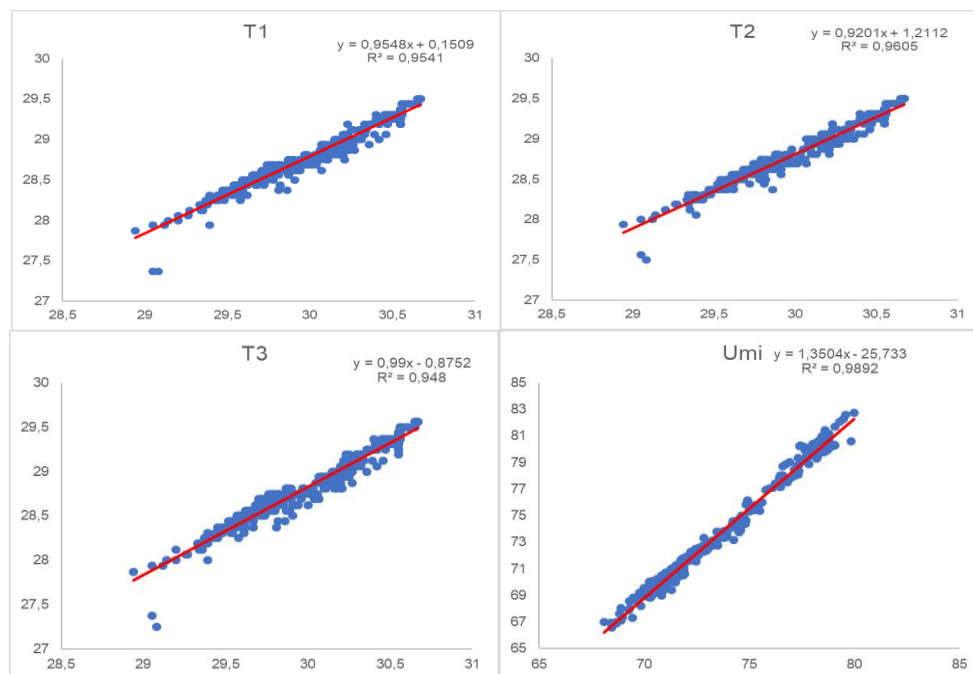 T1
y = 0,9548x + 0,1509
R² = 0,9541
30
29,5
29
28,5
28
27,5
27
28,5 29 29,5 30 30,5 31
T2
y = 0,9201x + 1,2112
R² = 0,9605
30
29,5
29
28,5
28
27,5
27
28,5 29 29,5 30 30,5 31
T3
y = 0,99x - 0,8752
R² = 0,948
30
29,5
29
28,5
28
27,5
27
28,5 29 29,5 30 30,5 31
Umi y = 1,3504x - 25,733
R² = 0,9892
85
83
81
79
77
75
73
71
69
67
65
65 70 75 80 85